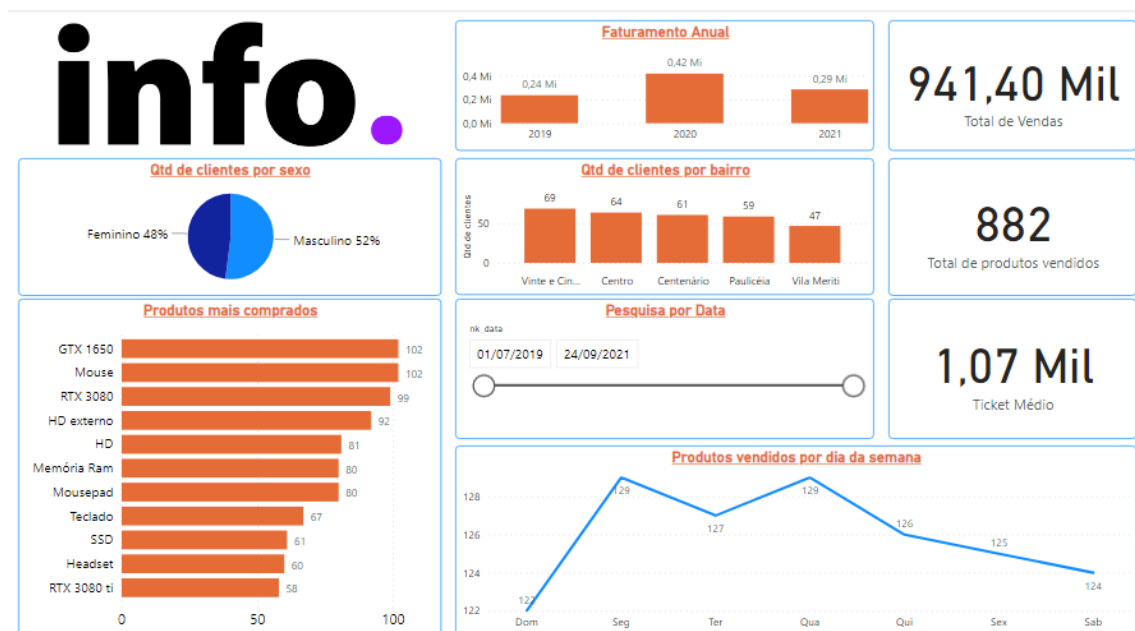 info.
Faturamento Anual
0,4 Mi
0,2 Mi
0,0 Mi
0,24 Mi
0,42 Mi
0,29 Mi
2019
2020
2021
941,40 Mil
Total de Vendas
Qtd de clientes por sexo
Feminino 48%
Masculino 52%
Qtd de clientes por bairro
Qtd de clientes
50
0
69
64
61
59
47
Vinte e Cin...
Centro
Centenário
Paulicéia
Vila Meriti
882
Total de produtos vendidos
Produtos mais comprados
GTX 1650 102
Mouse 102
RTX 3080 99
HD externo 92
HD 81
Memória Ram 80
Mousepad 80
Teclado 67
SSD 61
Headset 60
RTX 3080 ti 58
0 50 100
Pesquisa por Data
nk_data
01/07/2019 24/09/2021
1,07 Mil
Ticket Médio
Produtos vendidos por dia da semana
128
126
124
122
122
129
127
129
126
125
124
Dom Seg Ter Qua Qui Sex Sab